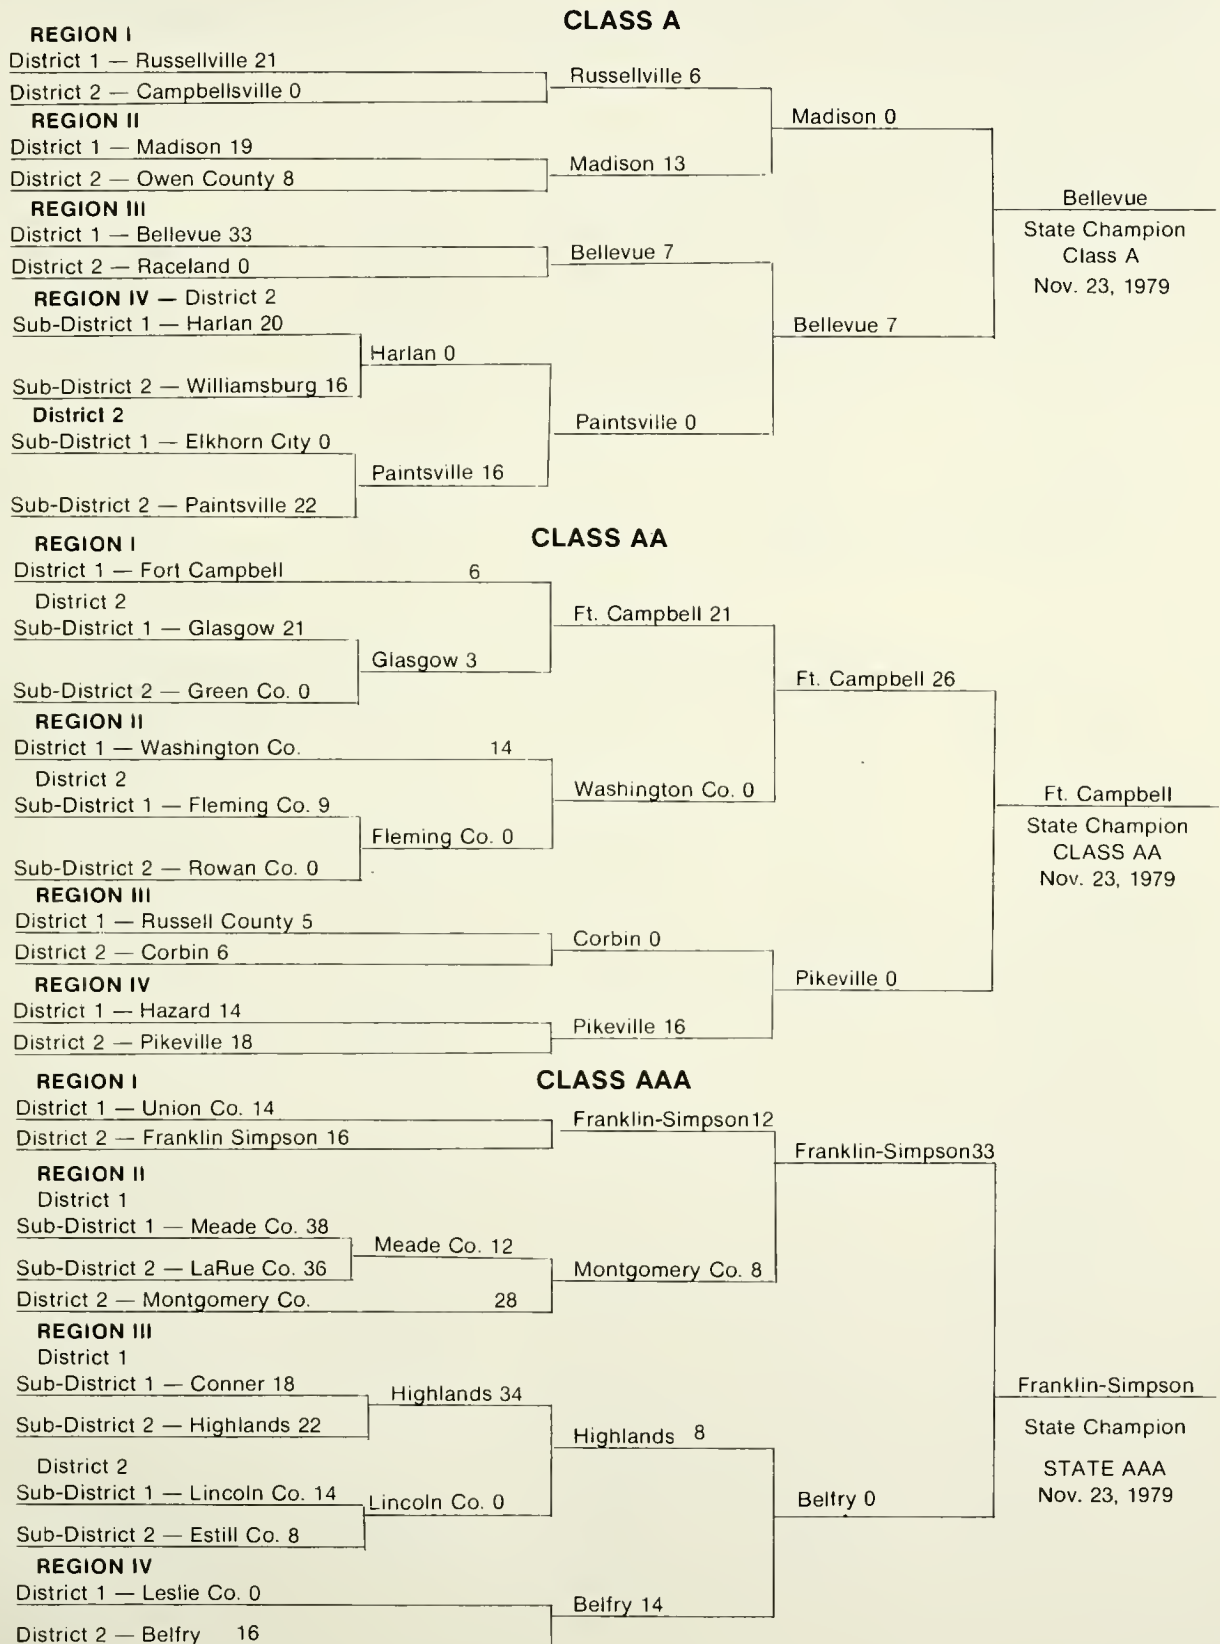 CLASS A
REGION I
District 1 — Russellville 21
District 2 — Campbellsville 0
Russellville 6
REGION II
District 1 — Madison 19
District 2 — Owen County 8
Madison 13
Madison 0
REGION III
District 1 — Bellevue 33
District 2 — Raceland 0
Bellevue 7
REGION IV — District 2
Sub-District 1 — Harlan 20
Sub-District 2 — Williamsburg 16
Harlan 0
District 2
Sub-District 1 — Elkhorn City 0
Sub-District 2 — Paintsville 22
Paintsville 16
Paintsville 0
Bellevue 7
Bellevue
State Champion
Class A
Nov. 23, 1979
CLASS AA
REGION I
District 1 — Fort Campbell 6
District 2
Sub-District 1 — Glasgow 21
Sub-District 2 — Green Co. 0
Glasgow 3
Ft. Campbell 21
REGION II
District 1 — Washington Co. 14
District 2
Sub-District 1 — Fleming Co. 9
Sub-District 2 — Rowan Co. 0
Fleming Co. 0
Washington Co. 0
Ft. Campbell 26
REGION III
District 1 — Russell County 5
District 2 — Corbin 6
Corbin 0
REGION IV
District 1 — Hazard 14
District 2 — Pikeville 18
Pikeville 16
Pikeville 0
Ft. Campbell
State Champion
CLASS AA
Nov. 23, 1979
CLASS AAA
REGION I
District 1 — Union Co. 14
District 2 — Franklin Simpson 16
Franklin-Simpson 12
REGION II
District 1
Sub-District 1 — Meade Co. 38
Sub-District 2 — LaRue Co. 36
Meade Co. 12
District 2 — Montgomery Co. 28
Montgomery Co. 8
Franklin-Simpson 33
REGION III
District 1
Sub-District 1 — Conner 18
Sub-District 2 — Highlands 22
Highlands 34
District 2
Sub-District 1 — Lincoln Co. 14
Sub-District 2 — Estill Co. 8
Lincoln Co. 0
Highlands 8
REGION IV
District 1 — Leslie Co. 0
District 2 — Belfry 16
Belfry 14
Belfry 0
Franklin-Simpson
State Champion
STATE AAA
Nov. 23, 1979